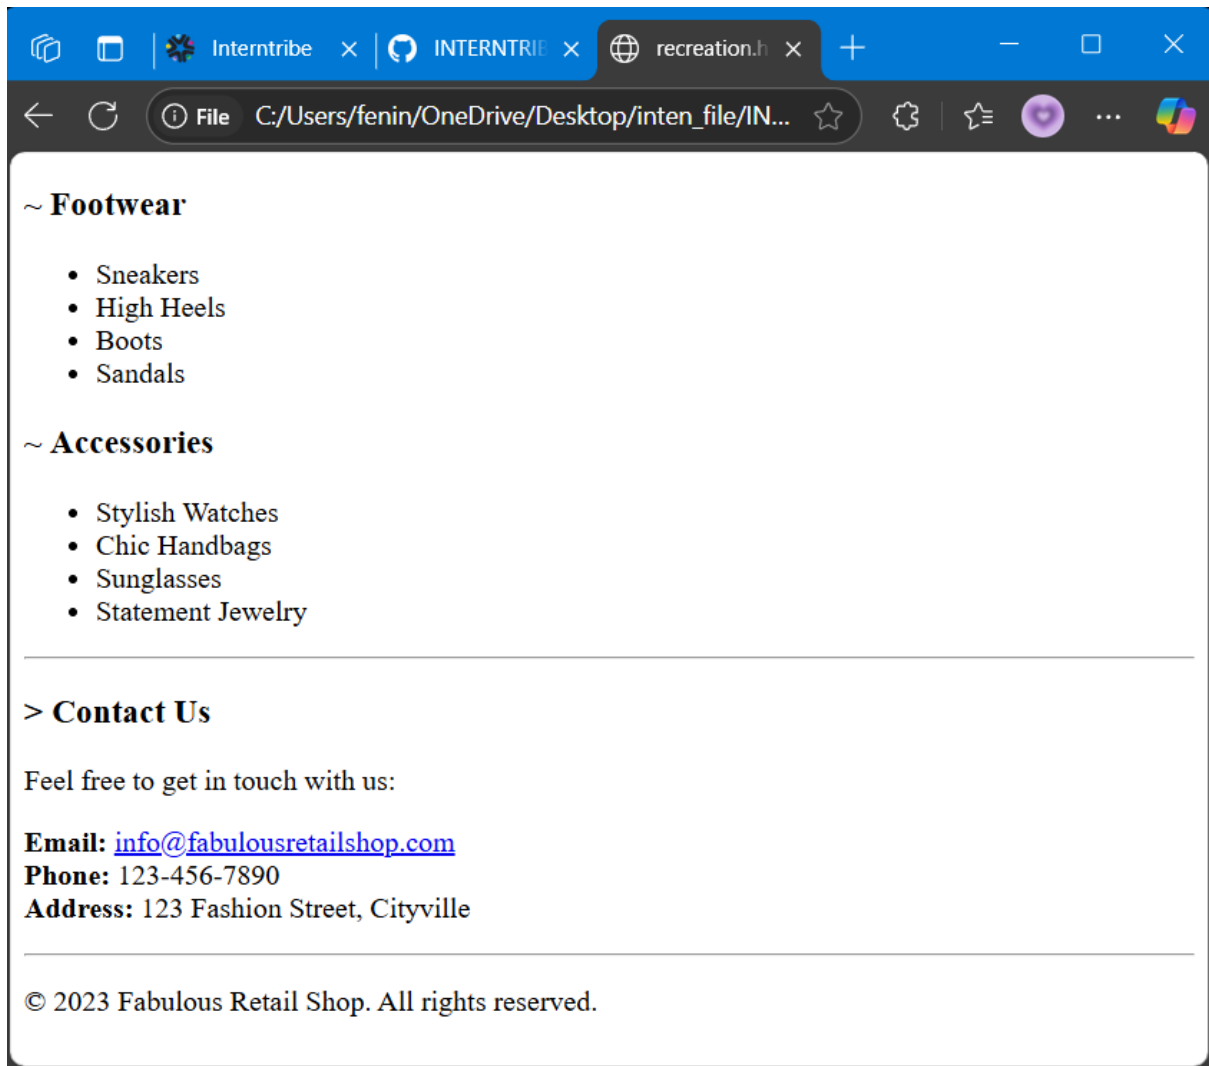 Interntribe
INTERNTRIB
recreation.h
File C:/Users/fenin/OneDrive/Desktop/inten_file/IN...
~ Footwear
• Sneakers
• High Heels
• Boots
• Sandals
~ Accessories
• Stylish Watches
• Chic Handbags
• Sunglasses
• Statement Jewelry
> Contact Us
Feel free to get in touch with us:
Email: info@fabulousretailshop.com
Phone: 123-456-7890
Address: 123 Fashion Street, Cityville
© 2023 Fabulous Retail Shop. All rights reserved.